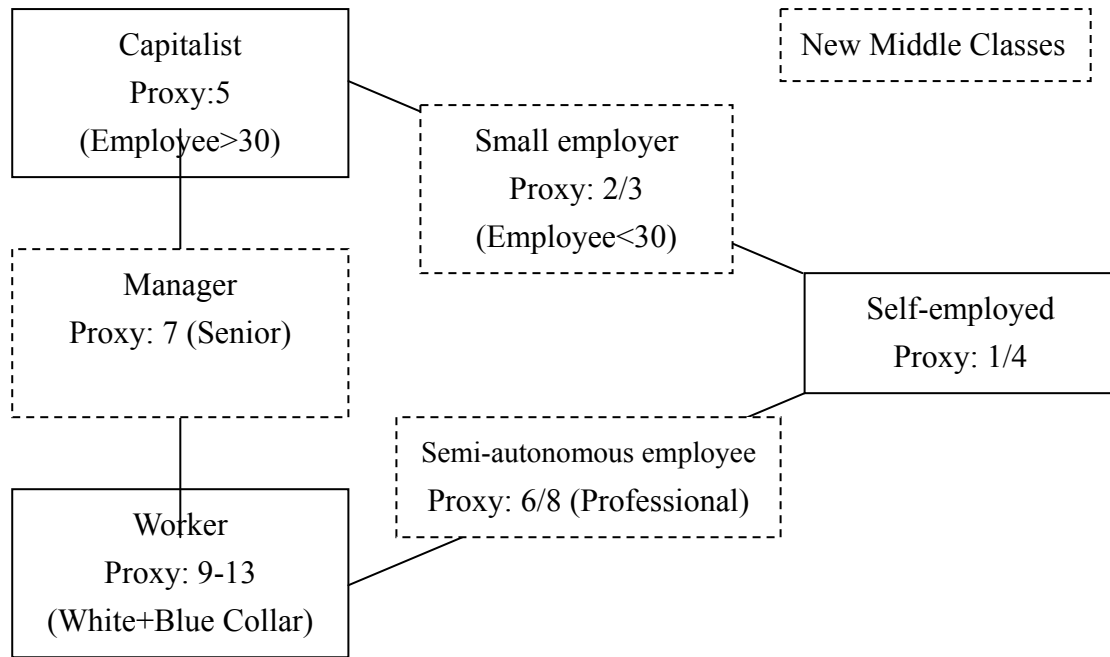 Capitalist
Proxy:5
(Employee>30)
New Middle Classes
Small employer
Proxy: 2/3
(Employee<30)
Manager
Proxy: 7 (Senior)
Self-employed
Proxy: 1/4
Semi-autonomous employee
Proxy: 6/8 (Professional)
Worker
Proxy: 9-13
(White+Blue Collar)